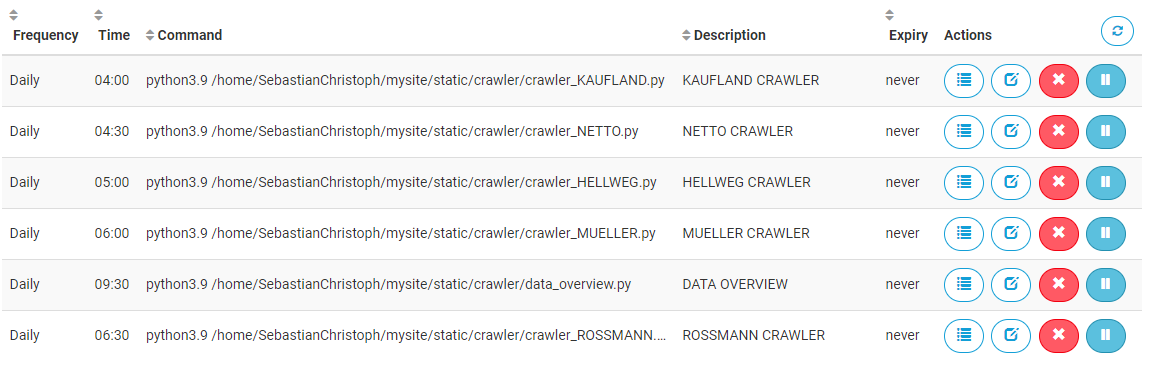 Frequency Time Command Description Expiry Actions
Daily 04:00 python3.9 /home/SebastianChristoph/mysite/static/crawler/crawler_KAUFLAND.py KAUFLAND CRAWLER never
Daily 04:30 python3.9 /home/SebastianChristoph/mysite/static/crawler/crawler_NETTO.py NETTO CRAWLER never
Daily 05:00 python3.9 /home/SebastianChristoph/mysite/static/crawler/crawler_HELLWEG.py HELLWEG CRAWLER never
Daily 06:00 python3.9 /home/SebastianChristoph/mysite/static/crawler/crawler_MUELLER.py MUELLER CRAWLER never
Daily 09:30 python3.9 /home/SebastianChristoph/mysite/static/crawler/data_overview.py DATA OVERVIEW never
Daily 06:30 python3.9 /home/SebastianChristoph/mysite/static/crawler/crawler_ROSSMANN.... ROSSMANN CRAWLER never